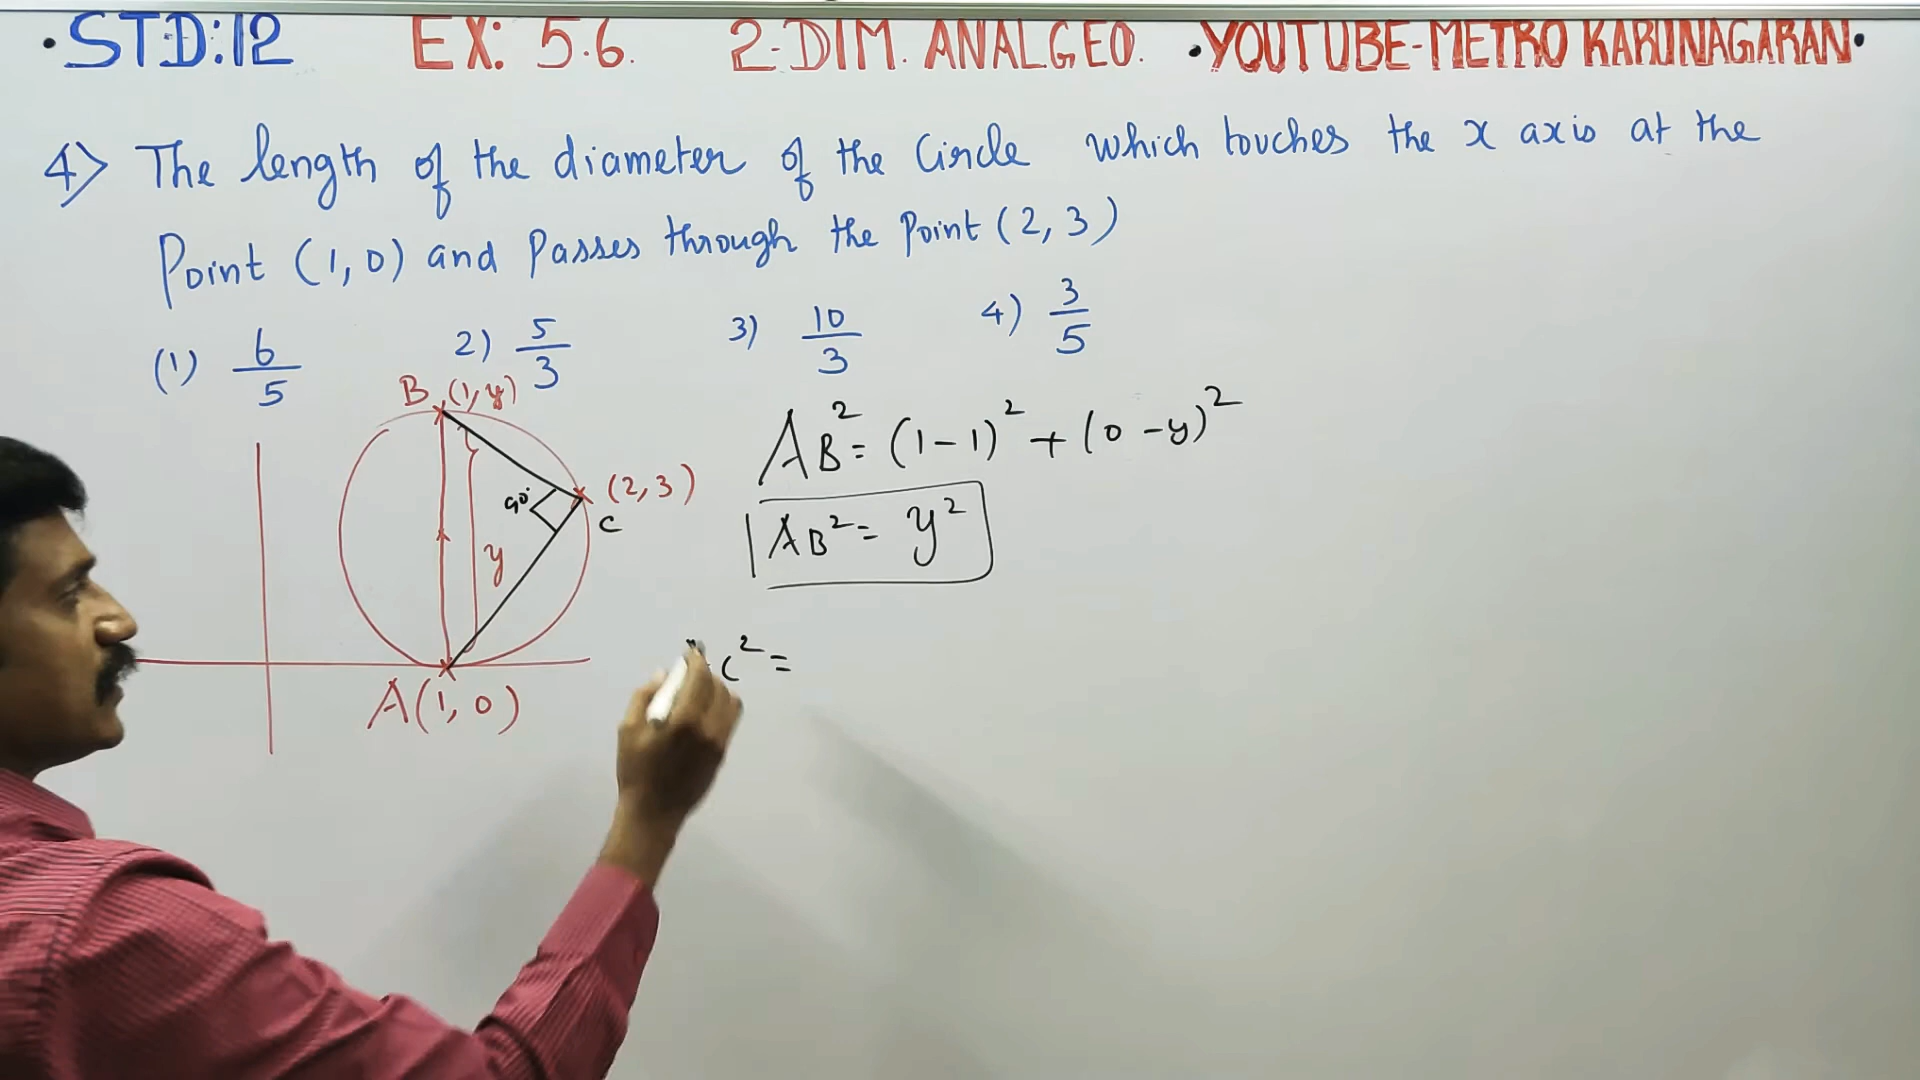 •STD:12 EX: 5.6. 2-DIM. ANALGEO. •YOUTUBE-METRO KARUNAGARAN•
4) The length of the diameter of the Circle which touches the x axis at the
Point (1,0) and Passes through the Point (2,3)
(1) 6/5 2) 5/3 3) 10/3 4) 3/5
B (1,y)
AB² = (1-1)² + (0-y)²
(2,3)
90°
C
AB² = y²
y
C² =
A(1,0)